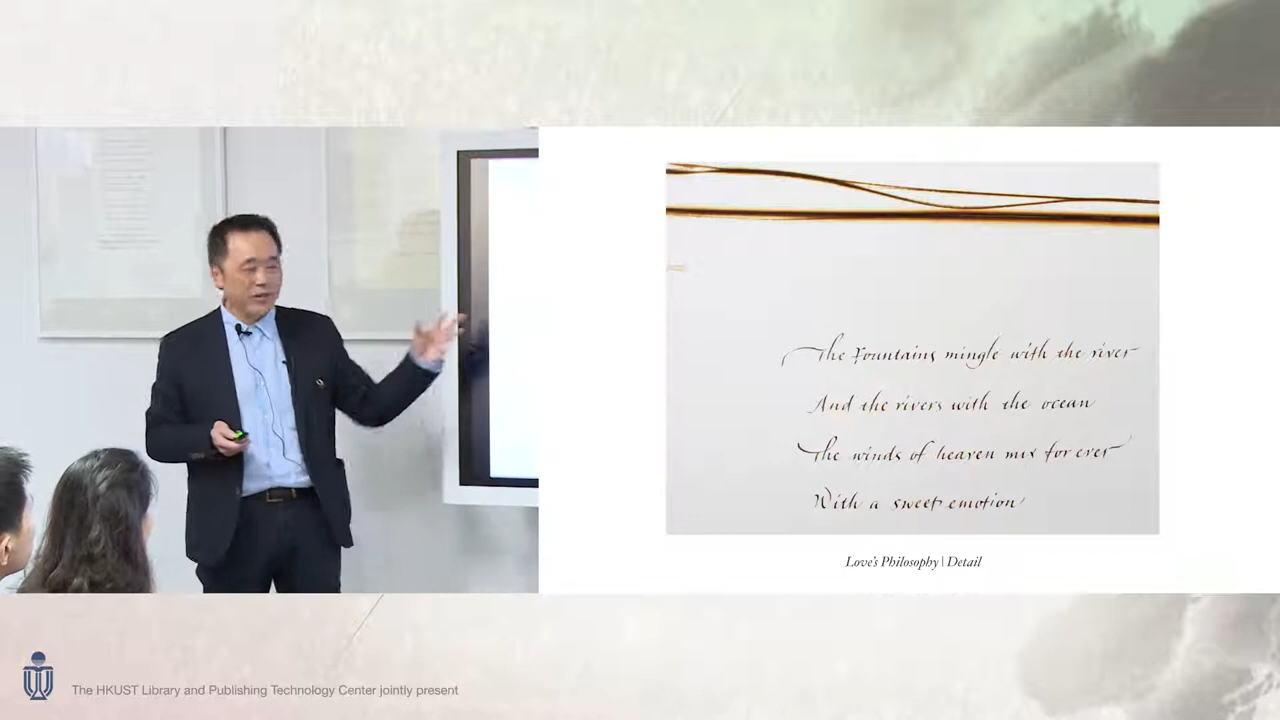 The Fountains mingle with the river
And the rivers with the ocean
The winds of heaven mix for ever
With a sweet emotion
Love's Philosophy | Detail
The HKUST Library and Publishing Technology Center jointly present